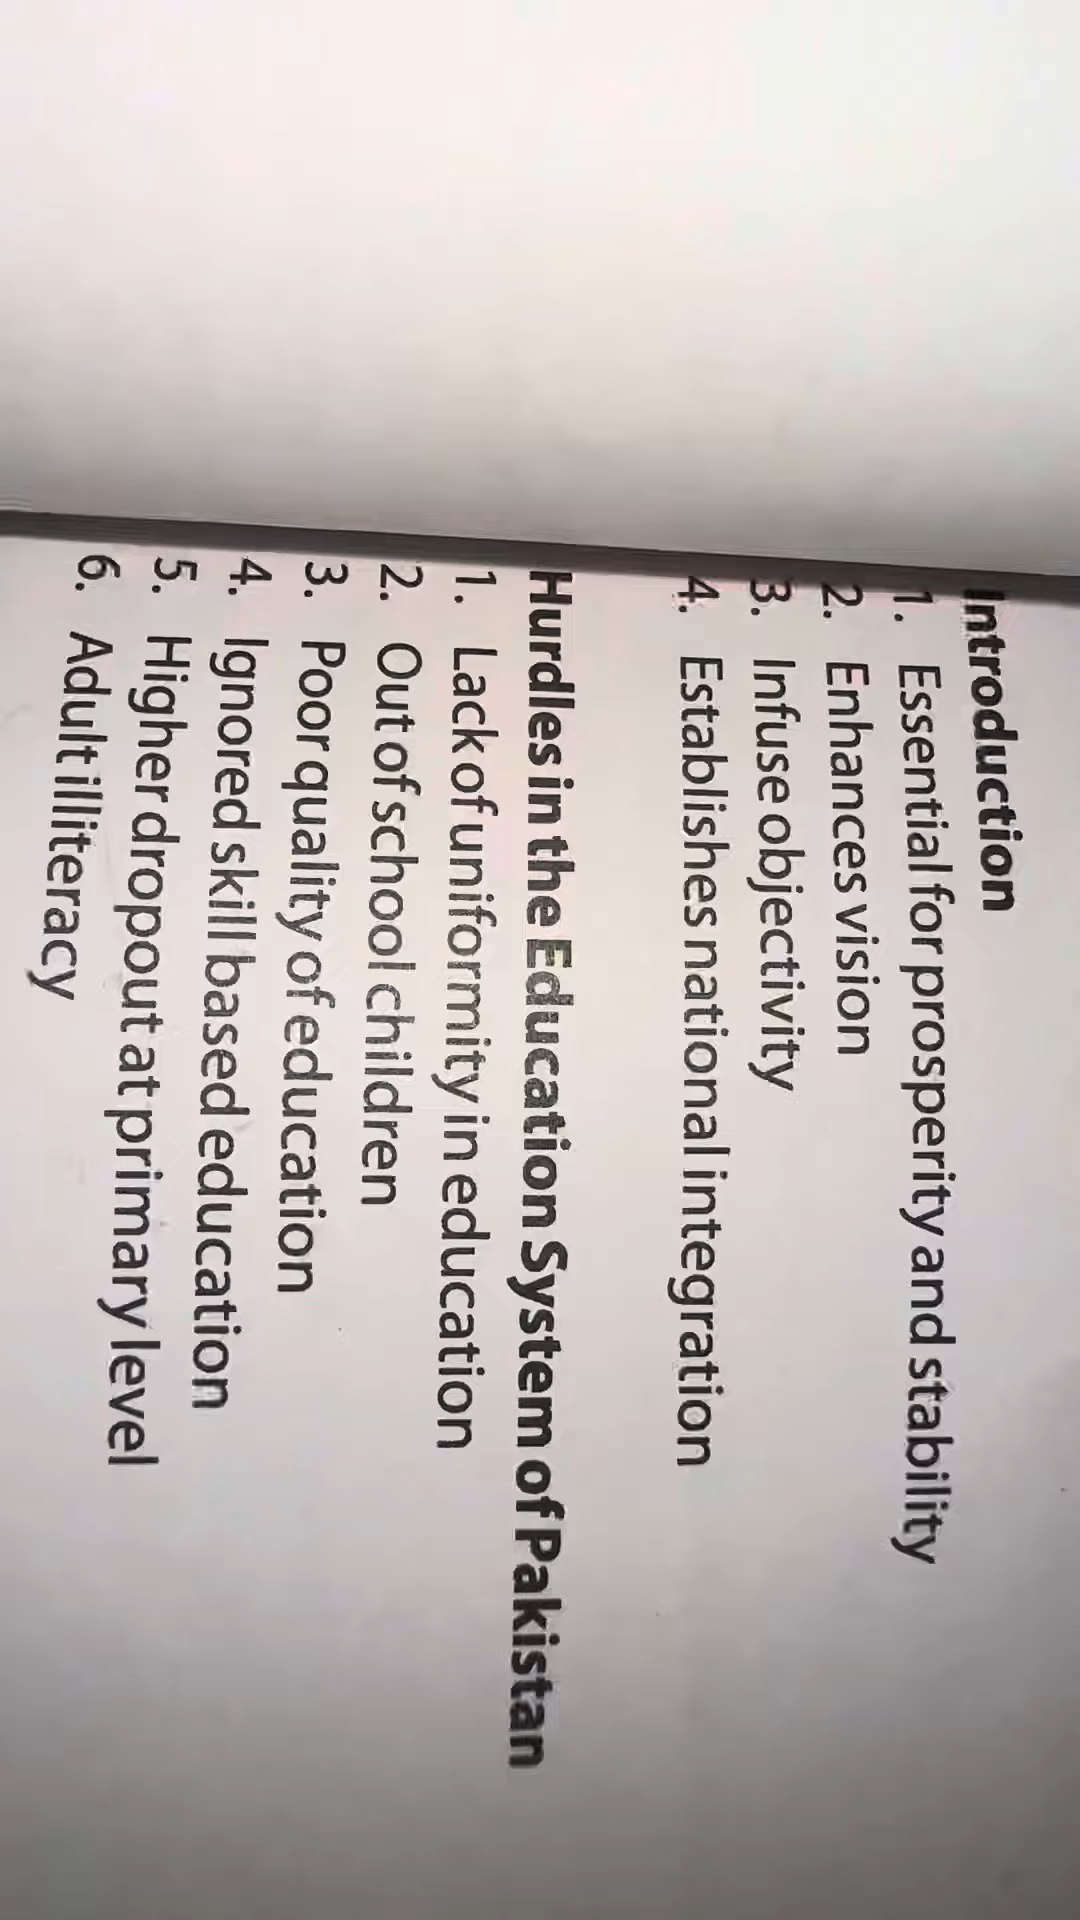 Introduction
1. Essential for prosperity and stability
2. Enhances vision
3. Infuse objectivity
4. Establishes national integration
Hurdles in the Education System of Pakistan
1. Lack of uniformity in education
2. Out of school children
3. Poor quality of education
4. Ignored skill based education
5. Higher dropout at primary level
6. Adult illiteracy